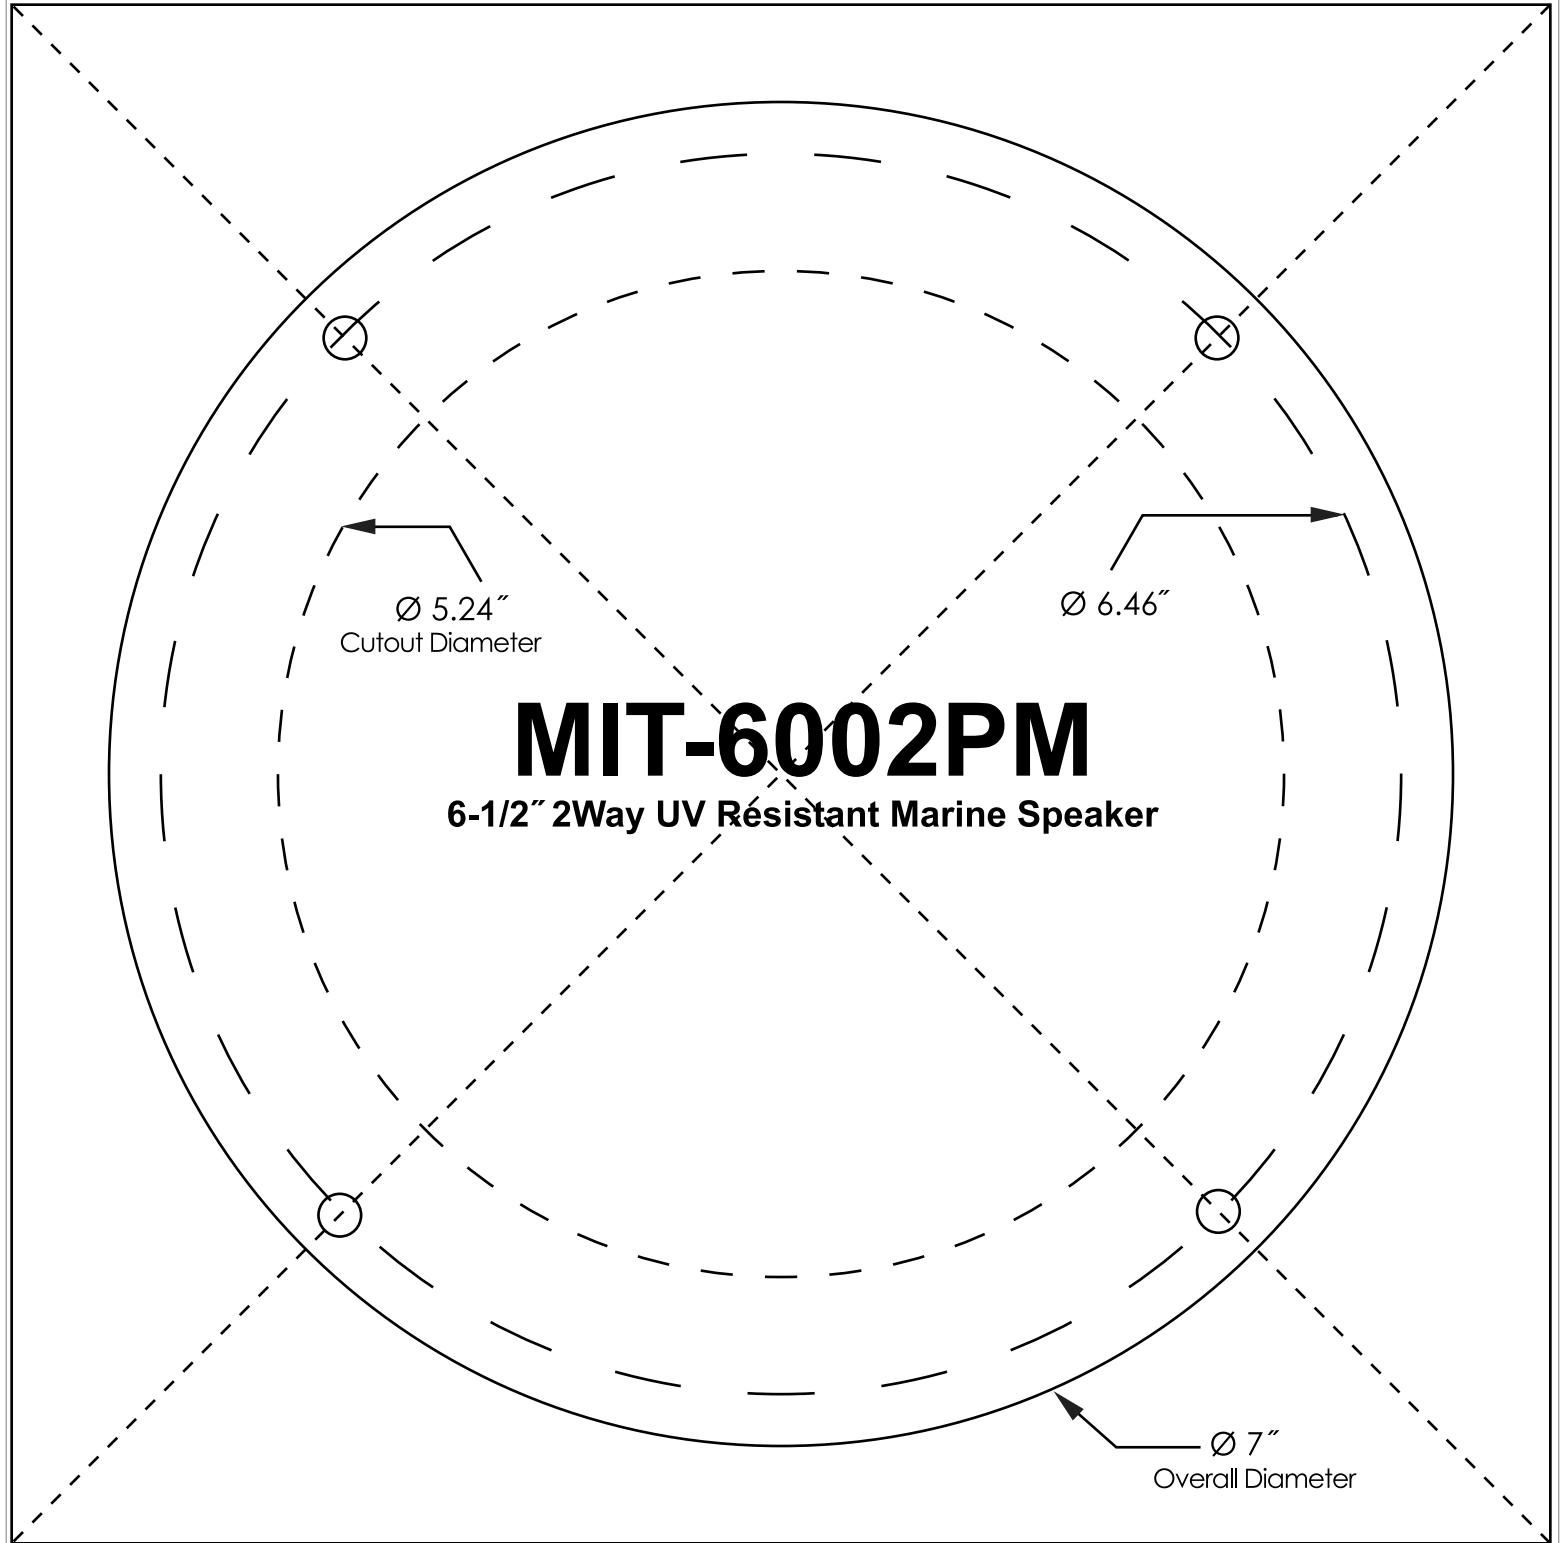 Ø 5.24″
Cutout Diameter
Ø 6.46″
MIT-6002PM
6-1/2″ 2Way UV Resistant Marine Speaker
Ø 7″
Overall Diameter